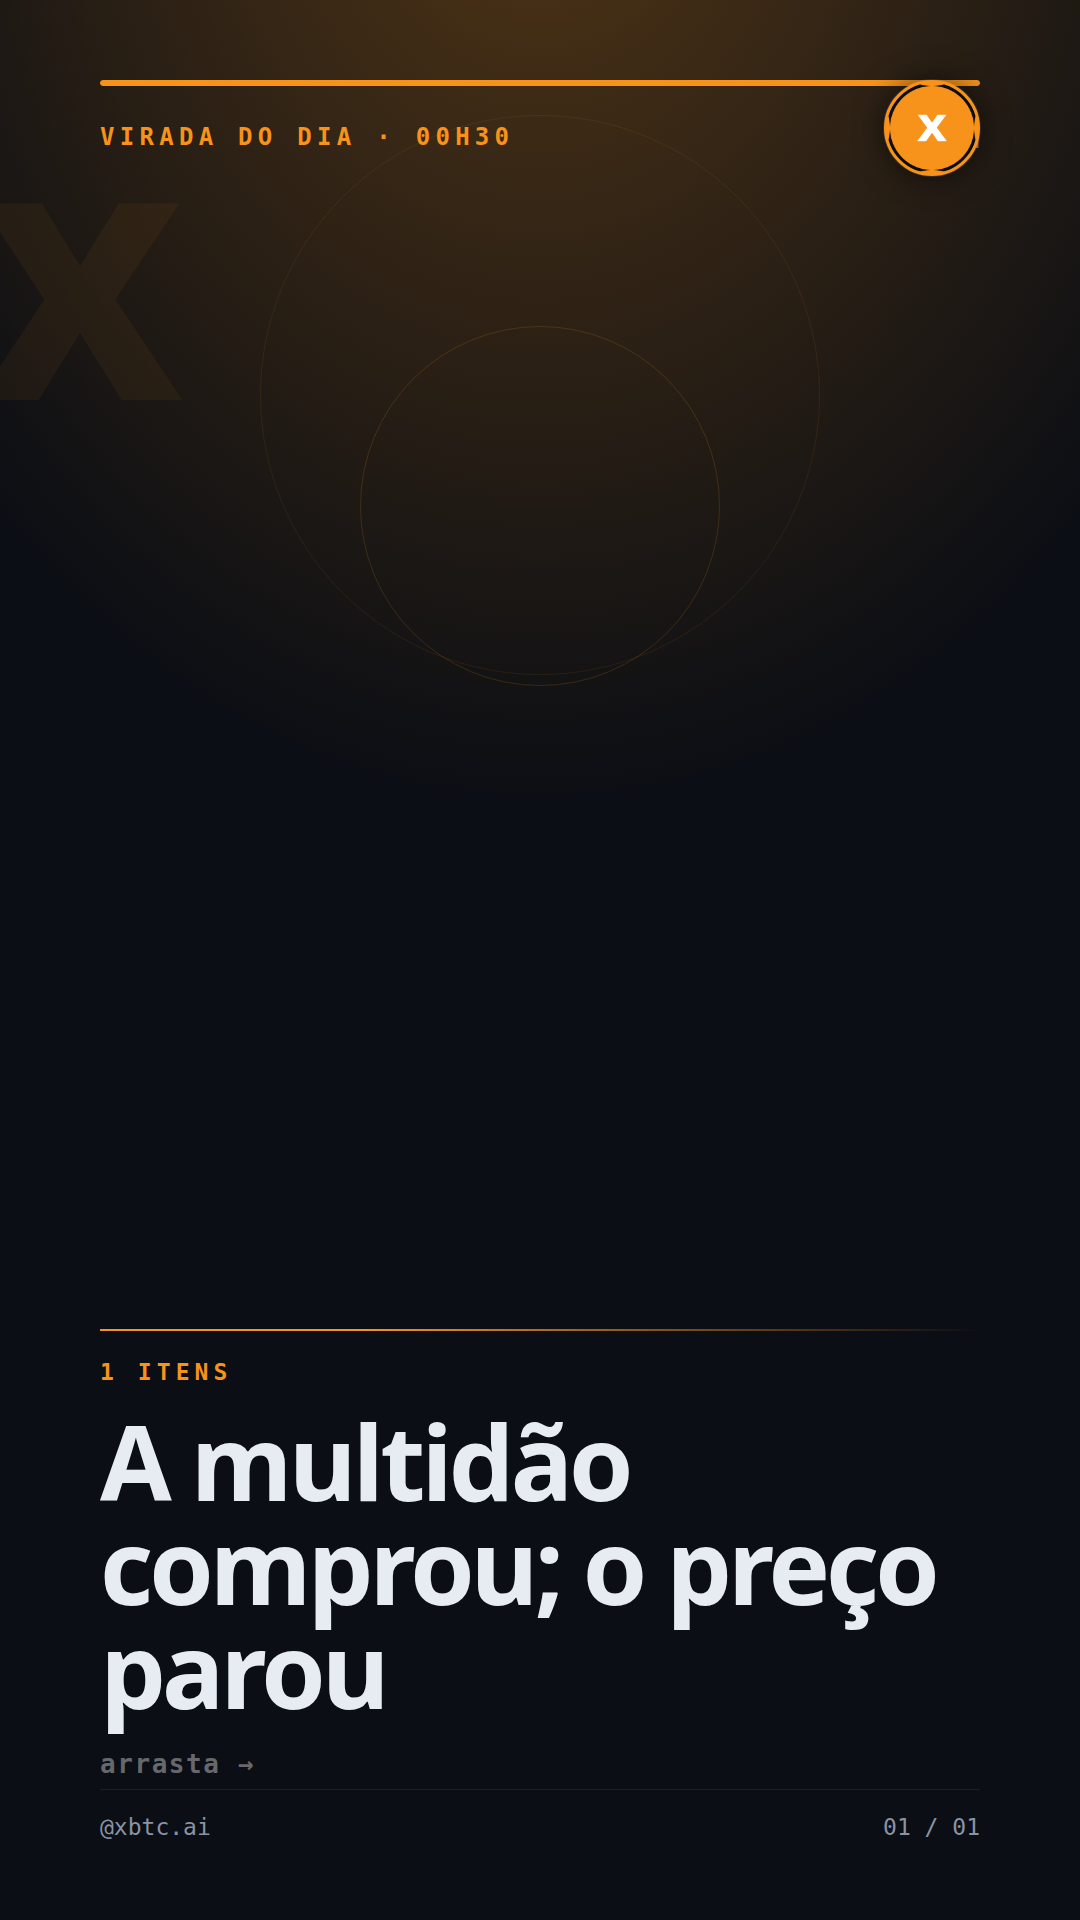 VIRADA DO DIA · 00H30
X
X
1 ITENS
A multidão
comprou; o preço
parou
arrasta →
@xbtc.ai
01 / 01